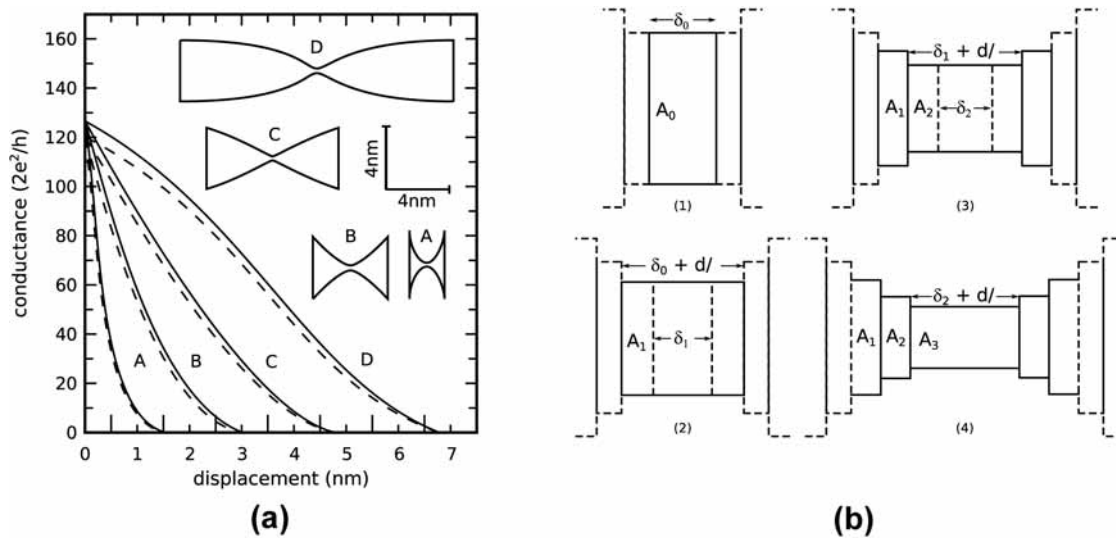 160
140
120
100
80
60
40
20
0
conductance (2e²/h)
0 1 2 3 4 5 6 7
displacement (nm)
D
C
4nm
4nm
B A
A B C D
(a)
δ₀
A₀
(1)
δ₁ + d/
A₁ A₂ δ₂
(3)
δ₀ + d/
A₁ δ₁
(2)
δ₂ + d/
A₁ A₂ A₃
(4)
(b)